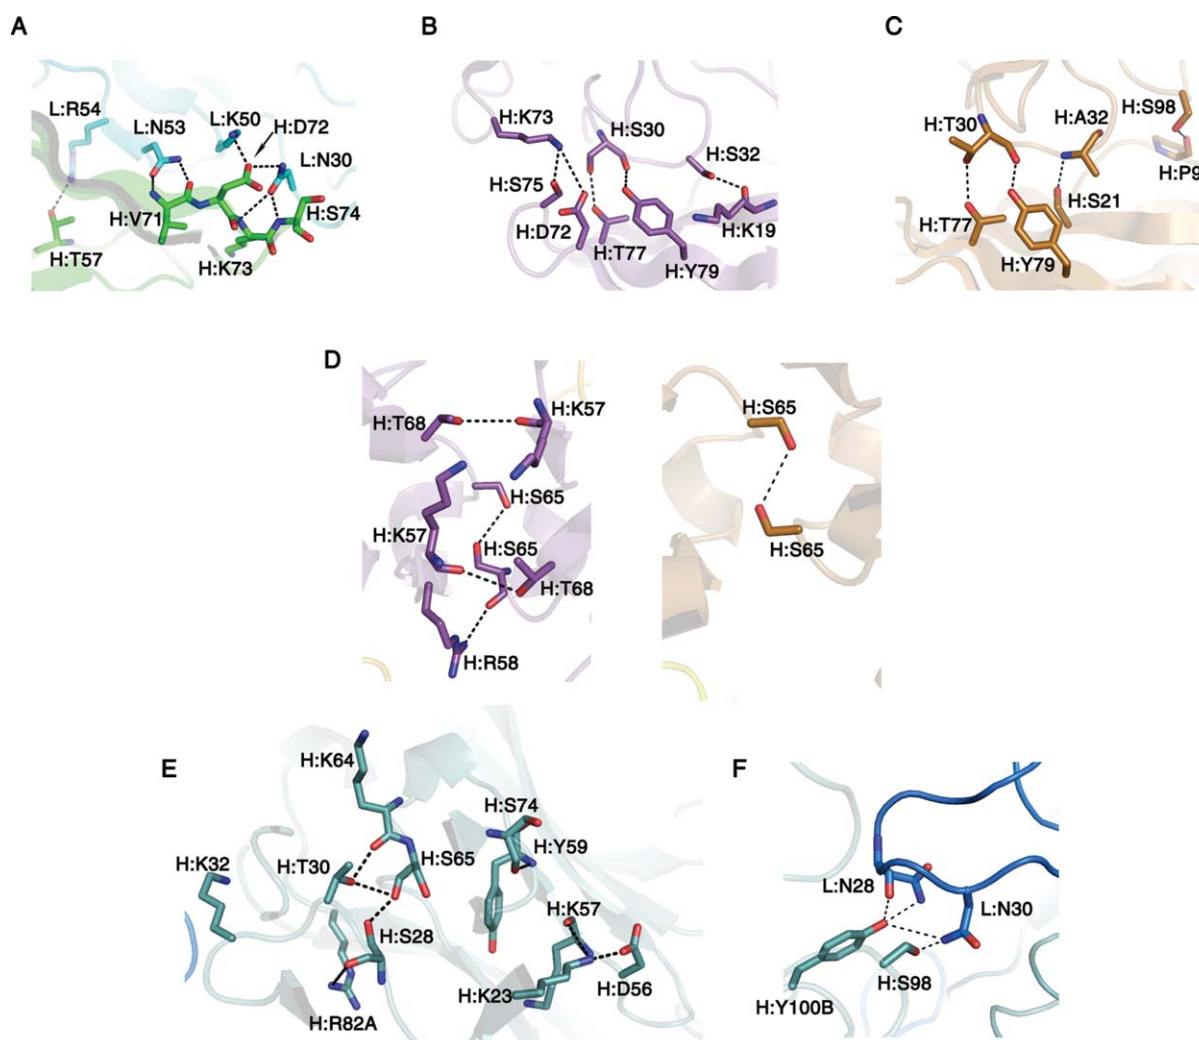 A
L:R54
L:N53
L:K50
H:D72
L:N30
H:V71
H:S74
H:T57
H:K73
B
H:K73
H:S30
H:S32
H:S75
H:D72
H:T77
H:K19
H:Y79
C
H:S98
H:A32
H:T30
H:P9
H:S21
H:T77
H:Y79
D
H:T68
H:K57
H:S65
H:K57
H:S65
H:T68
H:R58
H:S65
H:S65
E
H:K64
H:S74
H:Y59
H:K32
H:T30
H:S65
H:K57
H:S28
H:K23
H:D56
H:R82A
F
L:N28
L:N30
H:S98
H:Y100B